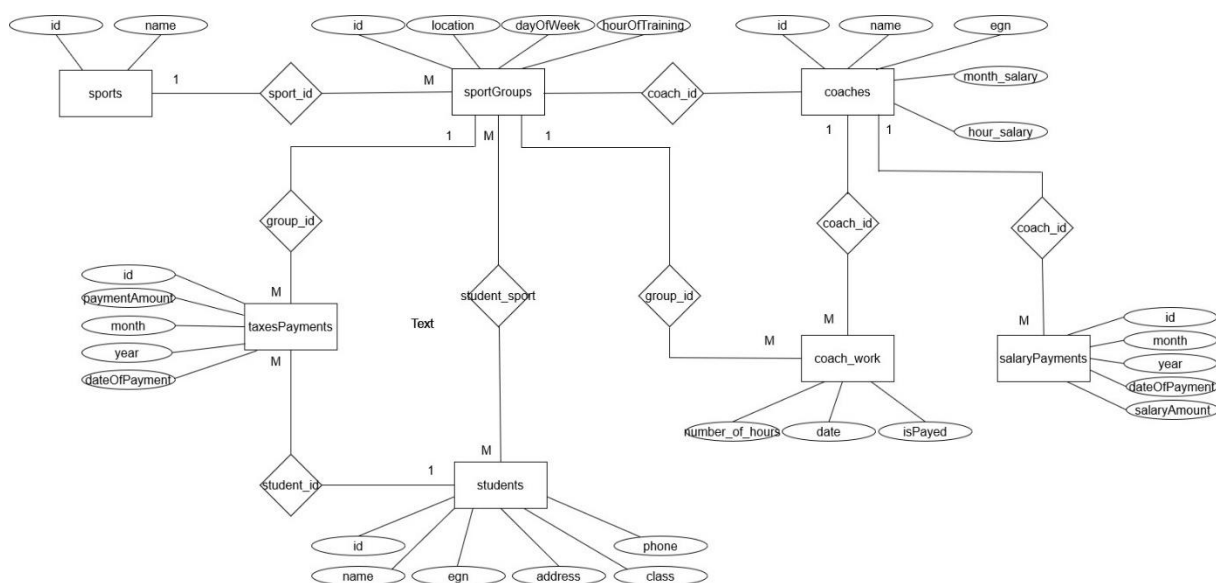 id
name
id
location
dayOfWeek
hourOfTraining
id
name
egn
sports
1
sport_id
M
sportGroups
coach_id
coaches
month_salary
hour_salary
1
M
1
1
1
group_id
coach_id
coach_id
id
paymentAmount
month
year
dateOfPayment
M
taxesPayments
M
student_sport
Text
group_id
M
M
coach_work
M
salaryPayments
id
month
year
dateOfPayment
salaryAmount
number_of_hours
date
isPayed
student_id
1
M
students
id
name
egn
address
class
phone